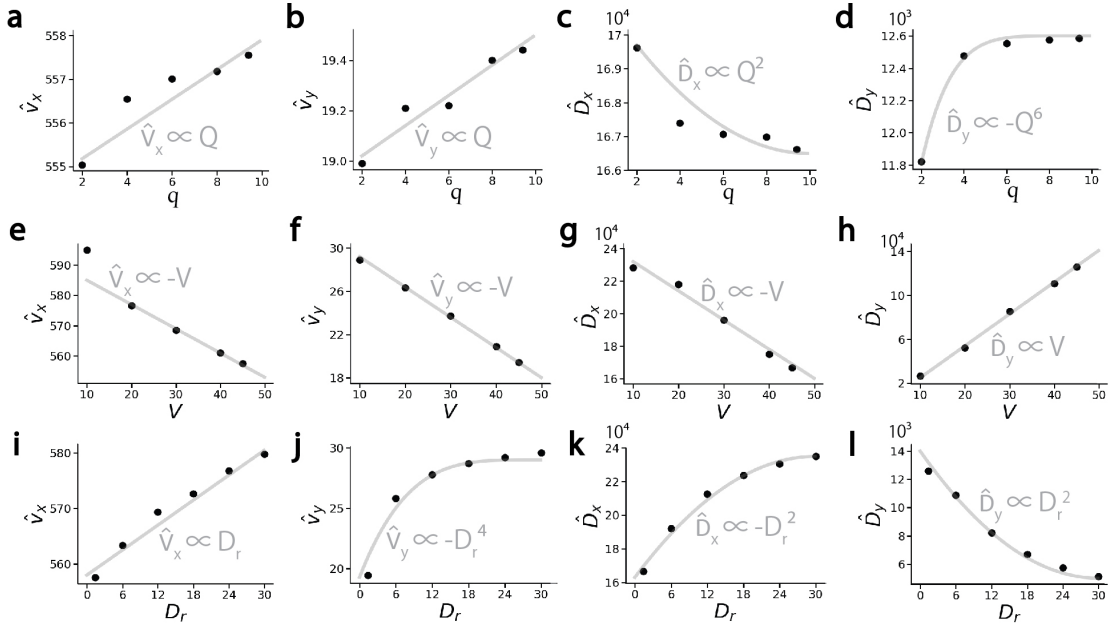 a
558
557
556
555
v̂x
v̂x ∝ Q
2 4 6 8 10
q
b
19.4
19.2
19.0
v̂y
v̂y ∝ Q
2 4 6 8 10
q
c
10⁴
17
16.9
16.8
16.7
16.6
D̂x
D̂x ∝ Q²
2 4 6 8 10
q
d
10³
12.6
12.4
12.2
12.0
11.8
D̂y
D̂y ∝ -Q⁶
2 4 6 8 10
q
e
590
580
570
560
v̂x
v̂x ∝ -V
10 20 30 40 50
V
f
30
27
24
21
18
v̂y
v̂y ∝ -V
10 20 30 40 50
V
g
10⁴
24
22
20
18
16
D̂x
D̂x ∝ -V
10 20 30 40 50
V
h
10⁴
14
10
6
2
D̂y
D̂y ∝ V
10 20 30 40 50
V
i
580
570
560
v̂x
v̂x ∝ Dr
0 6 12 18 24 30
Dr
j
30
25
20
v̂y
v̂y ∝ -Dr⁴
0 6 12 18 24 30
Dr
k
10⁴
24
22
20
18
16
D̂x
D̂x ∝ -Dr²
0 6 12 18 24 30
Dr
l
10³
14
12
10
8
6
D̂y
D̂y ∝ Dr²
0 6 12 18 24 30
Dr